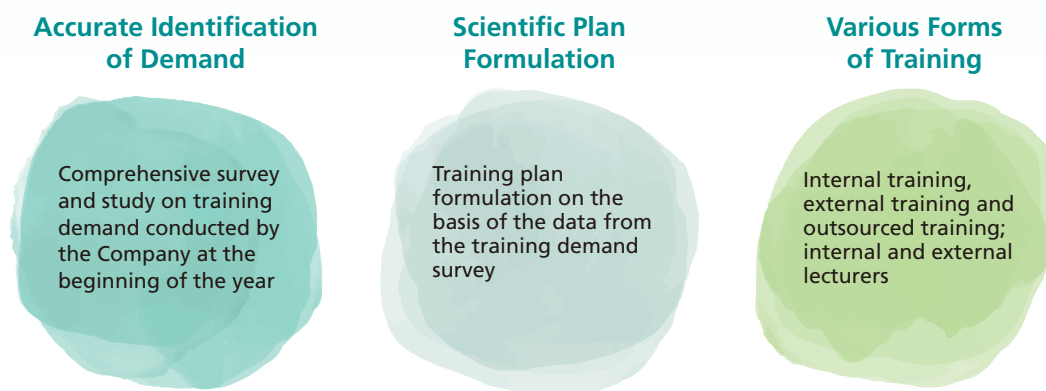 Accurate Identification
of Demand
Comprehensive survey
and study on training
demand conducted by
the Company at the
beginning of the year
Scientific Plan
Formulation
Training plan
formulation on the
basis of the data from
the training demand
survey
Various Forms
of Training
Internal training,
external training and
outsourced training;
internal and external
lecturers